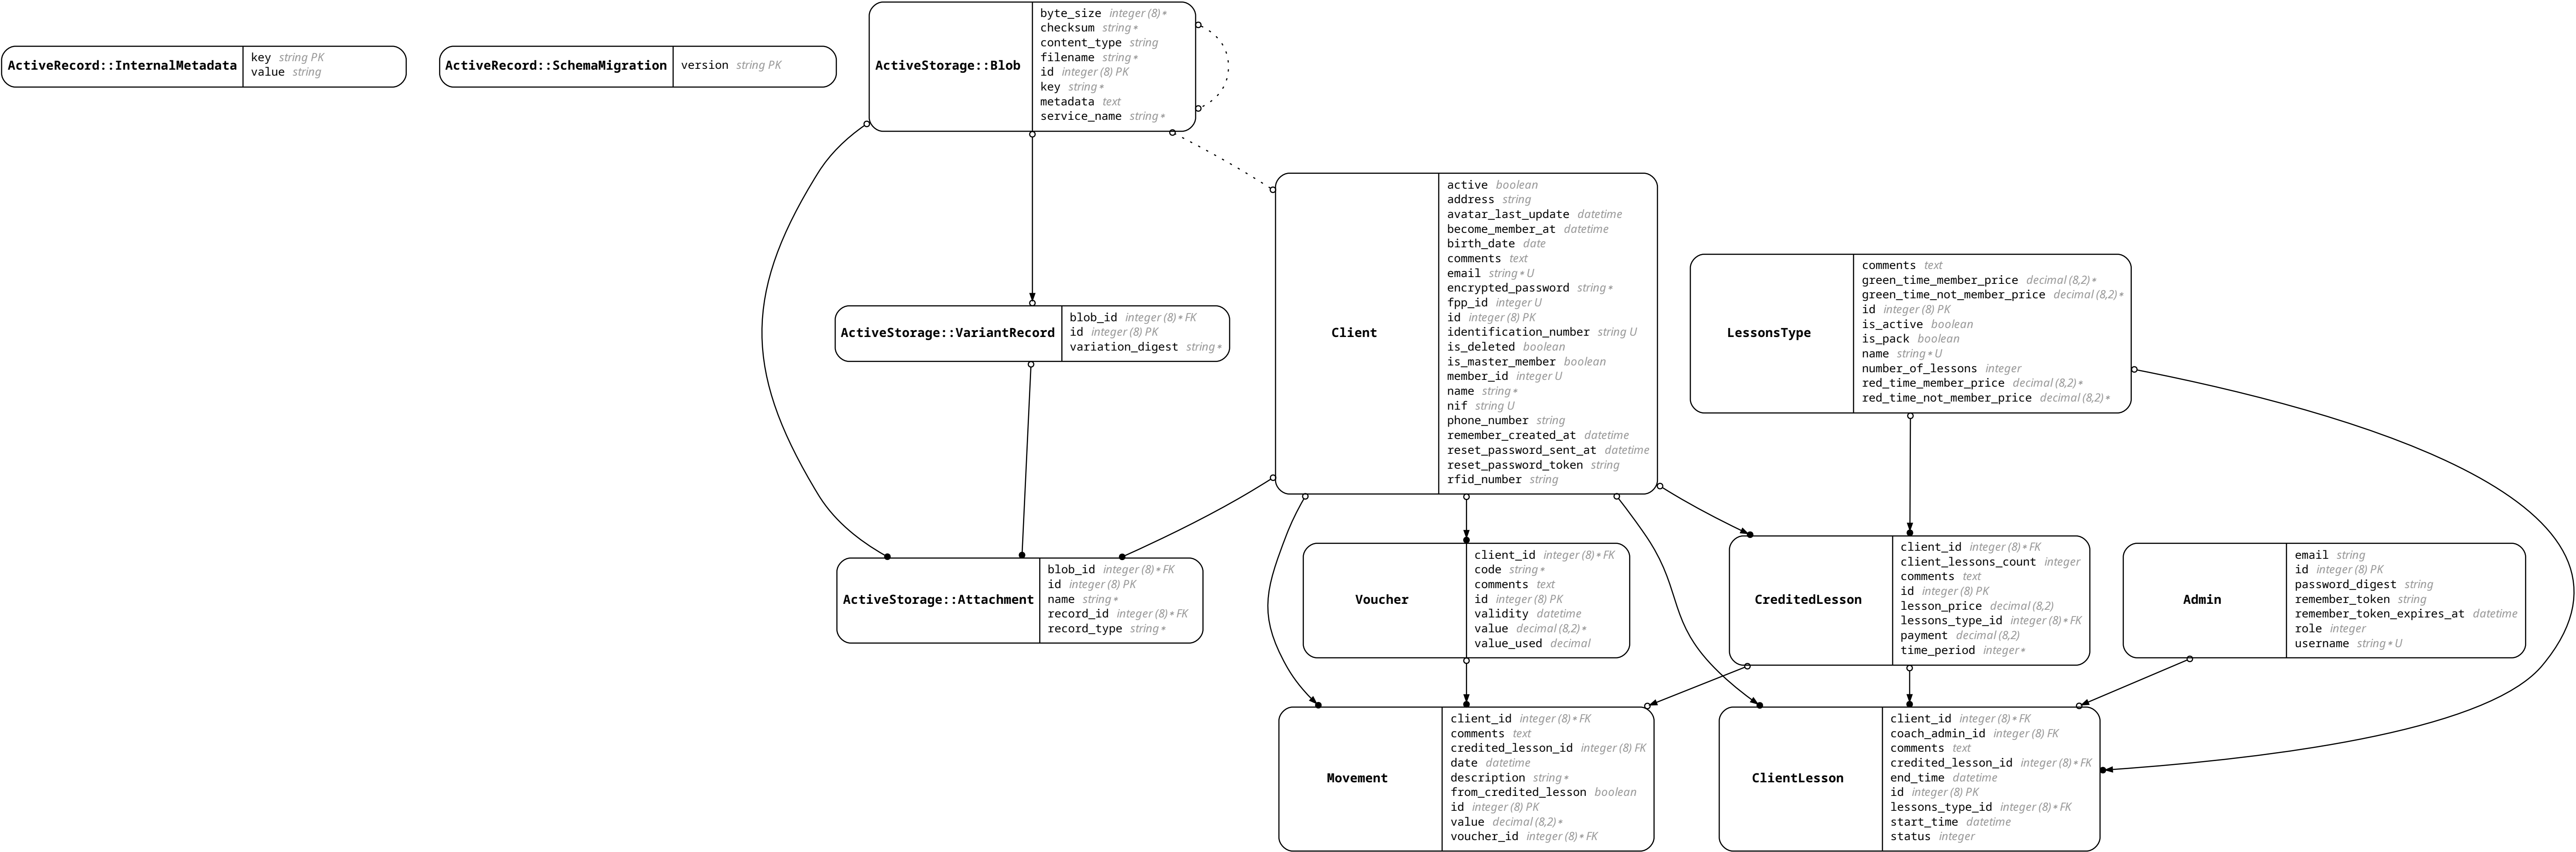 ActiveRecord::InternalMetadata
key string PK
value string
ActiveRecord::SchemaMigration
version string PK
ActiveStorage::Blob
byte_size integer (8) ∗
checksum string ∗
content_type string
filename string ∗
id integer (8) PK
key string ∗
metadata text
service_name string ∗
Client
active boolean
address string
avatar_last_update datetime
become_member_at datetime
birth_date date
comments text
email string ∗ U
encrypted_password string ∗
fpp_id integer U
id integer (8) PK
identification_number string U
is_deleted boolean
is_master_member boolean
member_id integer U
name string ∗
nif string U
phone_number string
remember_created_at datetime
reset_password_sent_at datetime
reset_password_token string
rfid_number string
LessonsType
comments text
green_time_member_price decimal (8,2) ∗
green_time_not_member_price decimal (8,2) ∗
id integer (8) PK
is_active boolean
is_pack boolean
name string ∗ U
number_of_lessons integer
red_time_member_price decimal (8,2) ∗
red_time_not_member_price decimal (8,2) ∗
ActiveStorage::VariantRecord
blob_id integer (8) ∗ FK
id integer (8) PK
variation_digest string ∗
ActiveStorage::Attachment
blob_id integer (8) ∗ FK
id integer (8) PK
name string ∗
record_id integer (8) ∗ FK
record_type string ∗
Voucher
client_id integer (8) ∗ FK
code string ∗
comments text
id integer (8) PK
validity datetime
value decimal (8,2) ∗
value_used decimal
CreditedLesson
client_id integer (8) ∗ FK
client_lessons_count integer
comments text
id integer (8) PK
lesson_price decimal (8,2)
lessons_type_id integer (8) ∗ FK
payment decimal (8,2)
time_period integer ∗
Admin
email string
id integer (8) PK
password_digest string
remember_token string
remember_token_expires_at datetime
role integer
username string ∗ U
Movement
client_id integer (8) ∗ FK
comments text
credited_lesson_id integer (8) FK
date datetime
description string ∗
from_credited_lesson boolean
id integer (8) PK
value decimal (8,2) ∗
voucher_id integer (8) ∗ FK
ClientLesson
client_id integer (8) ∗ FK
coach_admin_id integer (8) FK
comments text
credited_lesson_id integer (8) ∗ FK
end_time datetime
id integer (8) PK
lessons_type_id integer (8) ∗ FK
start_time datetime
status integer